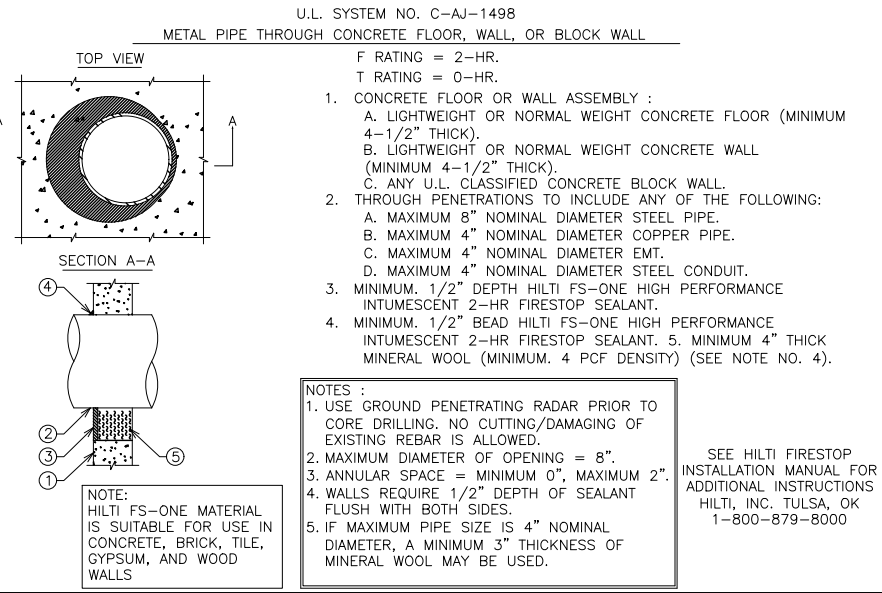 U.L. SYSTEM NO. C-AJ-1498
METAL PIPE THROUGH CONCRETE FLOOR, WALL, OR BLOCK WALL
TOP VIEW
A
A
SECTION A-A
4
2
3
1
5
F RATING = 2-HR.
T RATING = 0-HR.
1. CONCRETE FLOOR OR WALL ASSEMBLY :
A. LIGHTWEIGHT OR NORMAL WEIGHT CONCRETE FLOOR (MINIMUM
4-1/2" THICK).
B. LIGHTWEIGHT OR NORMAL WEIGHT CONCRETE WALL
(MINIMUM 4-1/2" THICK).
C. ANY U.L. CLASSIFIED CONCRETE BLOCK WALL.
2. THROUGH PENETRATIONS TO INCLUDE ANY OF THE FOLLOWING:
A. MAXIMUM 8" NOMINAL DIAMETER STEEL PIPE.
B. MAXIMUM 4" NOMINAL DIAMETER COPPER PIPE.
C. MAXIMUM 4" NOMINAL DIAMETER EMT.
D. MAXIMUM 4" NOMINAL DIAMETER STEEL CONDUIT.
3. MINIMUM. 1/2" DEPTH HILTI FS-ONE HIGH PERFORMANCE
INTUMESCENT 2-HR FIRESTOP SEALANT.
4. MINIMUM. 1/2" BEAD HILTI FS-ONE HIGH PERFORMANCE
INTUMESCENT 2-HR FIRESTOP SEALANT. 5. MINIMUM 4" THICK
MINERAL WOOL (MINIMUM. 4 PCF DENSITY) (SEE NOTE NO. 4).
NOTE:
HILTI FS-ONE MATERIAL
IS SUITABLE FOR USE IN
CONCRETE, BRICK, TILE,
GYPSUM, AND WOOD
WALLS
NOTES :
1. USE GROUND PENETRATING RADAR PRIOR TO
CORE DRILLING. NO CUTTING/DAMAGING OF
EXISTING REBAR IS ALLOWED.
2. MAXIMUM DIAMETER OF OPENING = 8".
3. ANNULAR SPACE = MINIMUM 0", MAXIMUM 2".
4. WALLS REQUIRE 1/2" DEPTH OF SEALANT
FLUSH WITH BOTH SIDES.
5. IF MAXIMUM PIPE SIZE IS 4" NOMINAL
DIAMETER, A MINIMUM 3" THICKNESS OF
MINERAL WOOL MAY BE USED.
SEE HILTI FIRESTOP
INSTALLATION MANUAL FOR
ADDITIONAL INSTRUCTIONS
HILTI, INC. TULSA, OK
1-800-879-8000